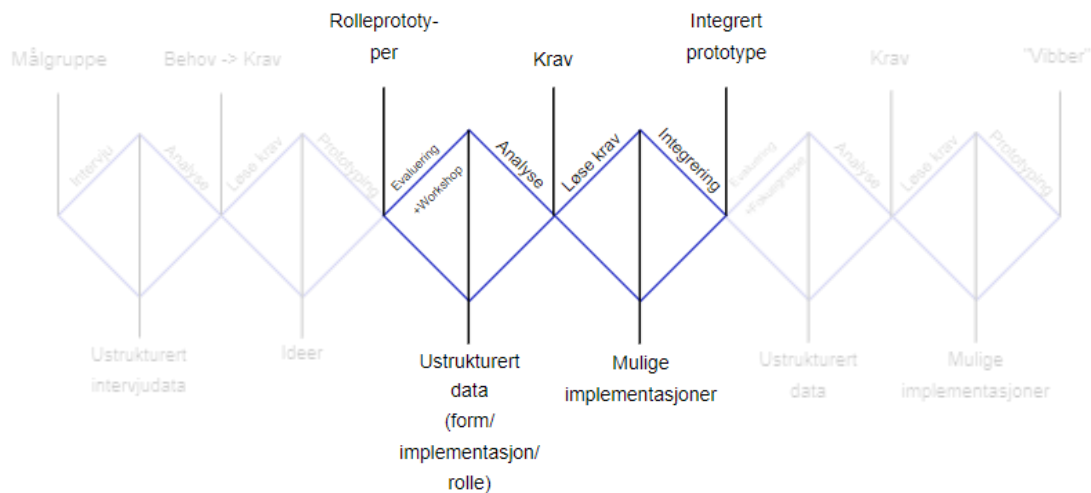 Rolleprototy-
per
Integrert
prototype
Målgruppe
Behov -> Krav
Krav
Krav
"Vibber"
Intervju
Analyse
Løse krav
Prototyping
Evaluering
+Workshop
Analyse
Løse krav
Integrering
Evaluering
+Fokusgruppe
Analyse
Løse krav
Prototyping
Ustrukturert
intervjudata
Ideer
Ustrukturert
data
(form/
implementasjon/
rolle)
Mulige
implementasjoner
Ustrukturert
data
Mulige
implementasjoner